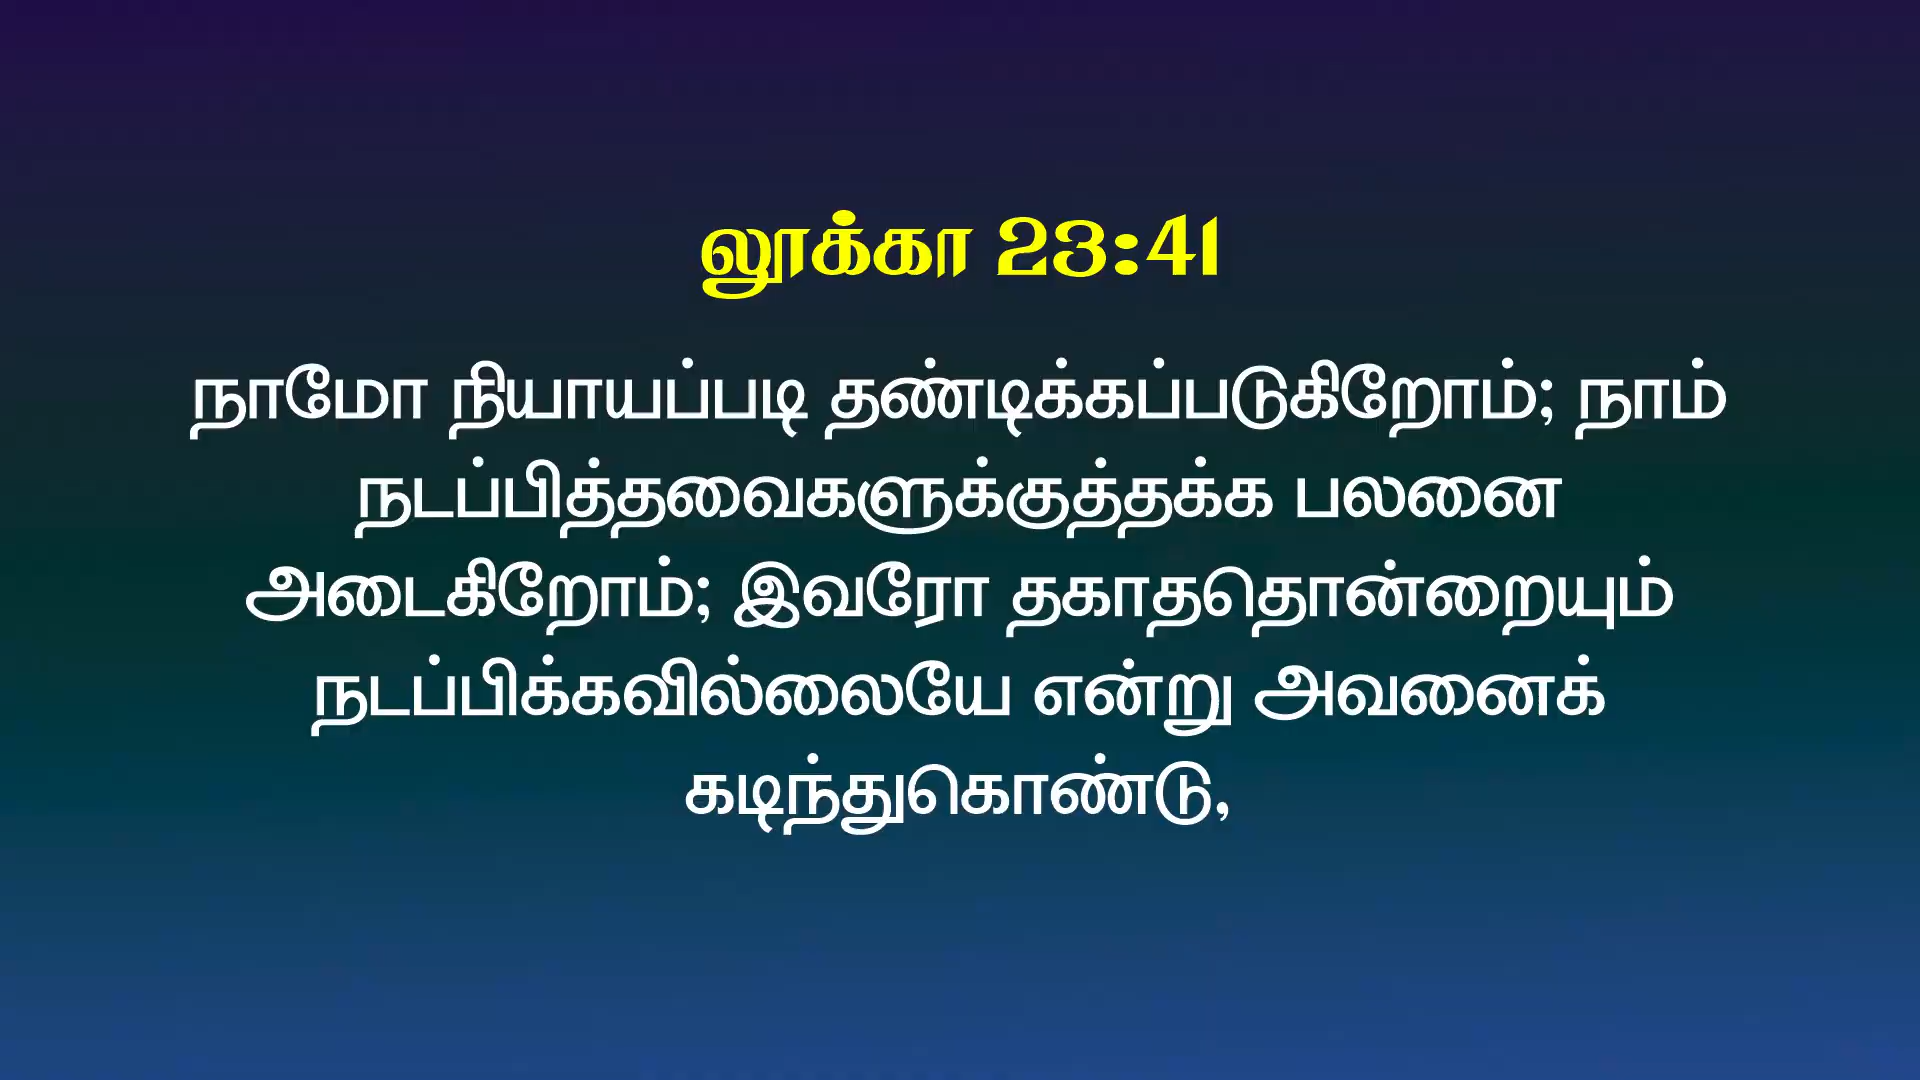 லூக்கா 23:41
நாமோ நியாயப்படி தண்டிக்கப்படுகிறோம்; நாம்
நடப்பித்தவைகளுக்குத்தக்க பலனை
அடைகிறோம்; இவரோ தகாததொன்றையும்
நடப்பிக்கவில்லையே என்று அவனைக்
கடிந்துகொண்டு,